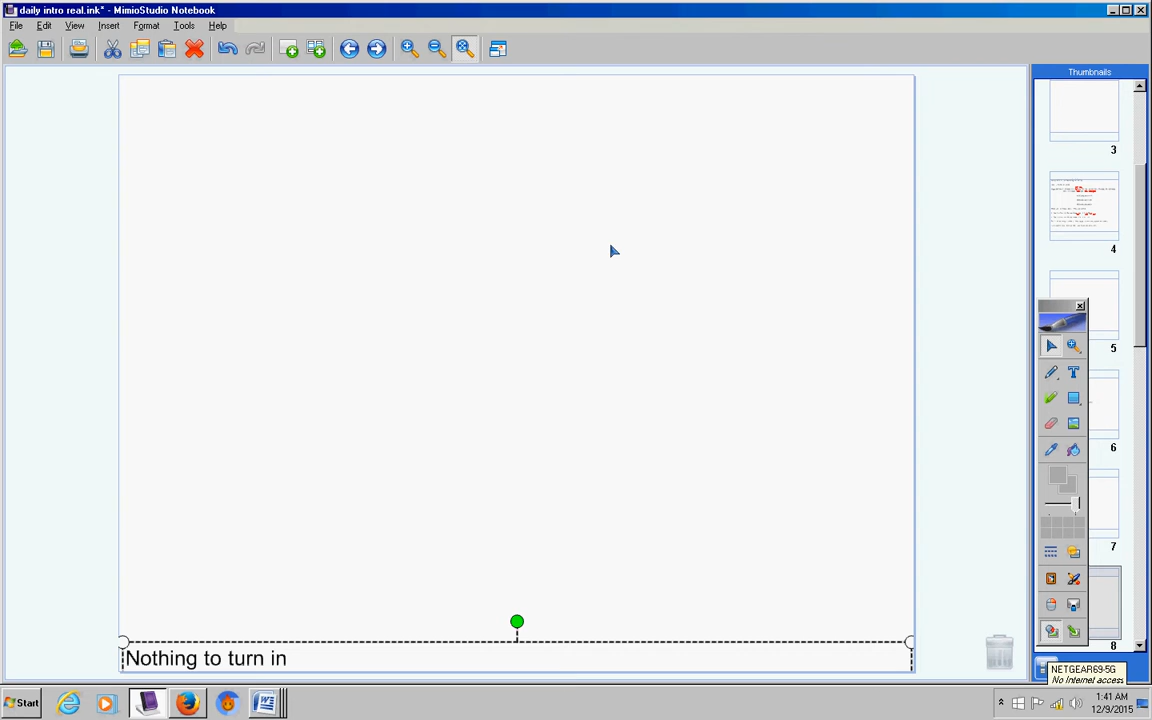 daily intro real.ink* - MimioStudio Notebook
File Edit View Insert Format Tools Help
Thumbnails
3
4
5
6
7
8
Nothing to turn in
NETGEAR69-5G
No Internet access
Start
1:41 AM
12/9/2015